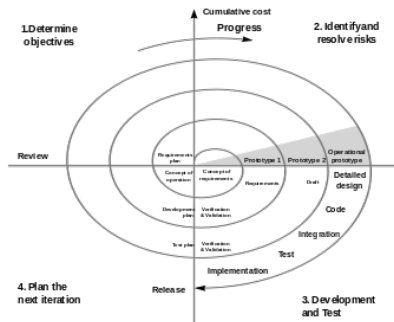 Cumulative cost
Progress
1.Determine
objectives
2. Identify and
resolve risks
Requirements
plan
Concept of
operation
Concept of
requirements
Prototype 1
Prototype 2
Operational
prototype
Review
Requirements
Draft
Detailed
design
Development
plan
Verification
& Validation
Code
Integration
Test plan
Verification
& Validation
Test
Implementation
Release
4. Plan the
next iteration
3. Development
and Test